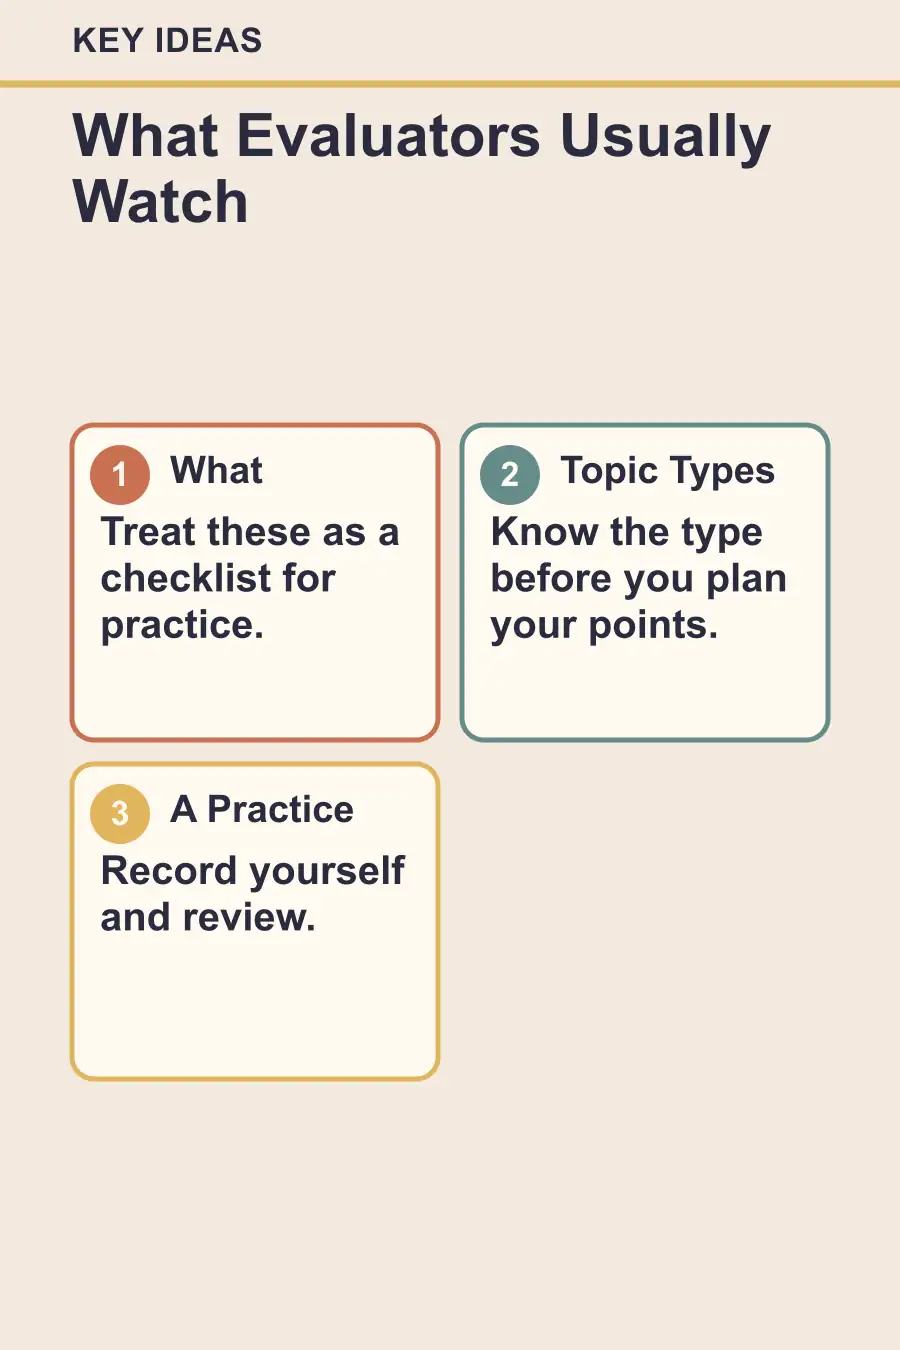 KEY IDEAS
What Evaluators Usually
Watch
1 What
Treat these as a
checklist for
practice.
2 Topic Types
Know the type
before you plan
your points.
3 A Practice
Record yourself
and review.